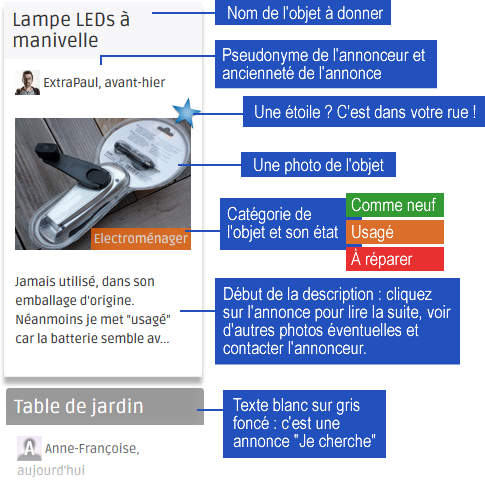 Lampe LEDs à
manivelle
Nom de l'objet à donner
ExtraPaul, avant-hier
Pseudonyme de l'annonceur et
ancienneté de l'annonce
Une étoile ? C'est dans votre rue !
Une photo de l'objet
Electroménager
Catégorie de
l'objet et son état
Comme neuf
Usagé
À réparer
Jamais utilisé, dans son
emballage d'origine.
Néanmoins je met "usagé"
car la batterie semble av...
Début de la description : cliquez
sur l'annonce pour lire la suite, voir
d'autres photos éventuelles et
contacter l'annonceur.
Table de jardin
Texte blanc sur gris
foncé : c'est une
annonce "Je cherche"
A
Anne-Françoise,
aujourd'hui